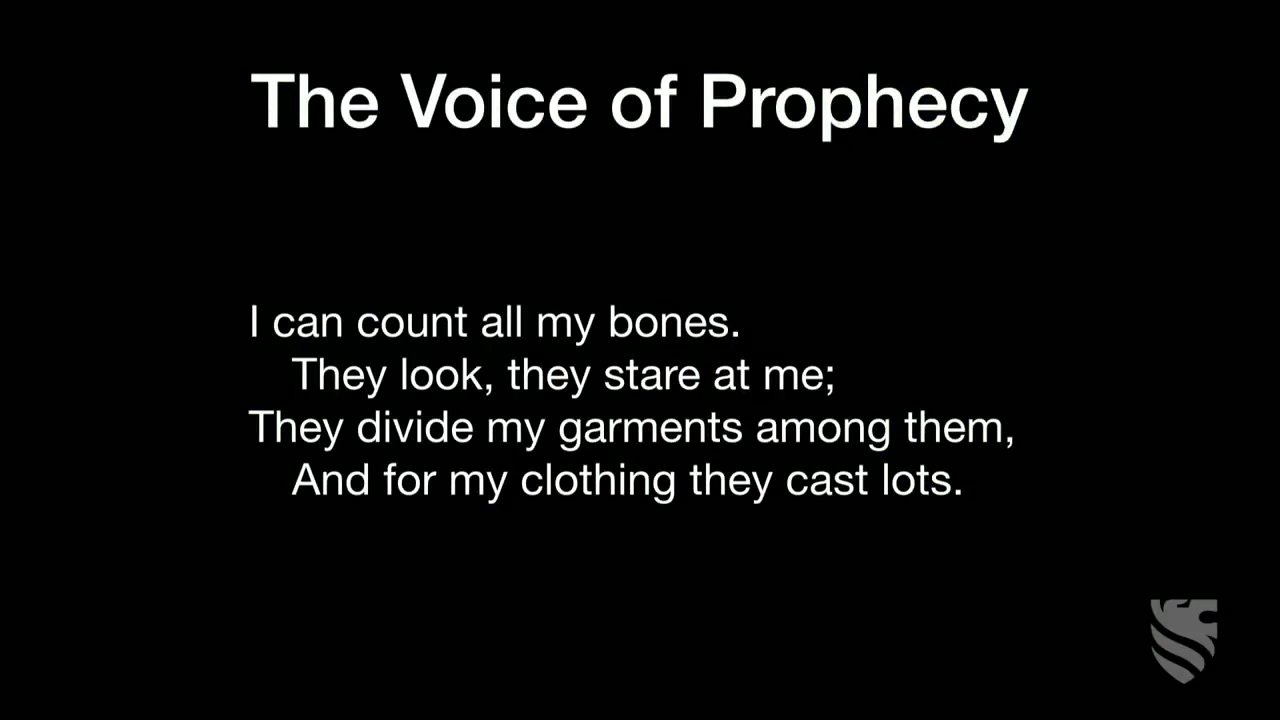 The Voice of Prophecy
I can count all my bones.
They look, they stare at me;
They divide my garments among them,
And for my clothing they cast lots.